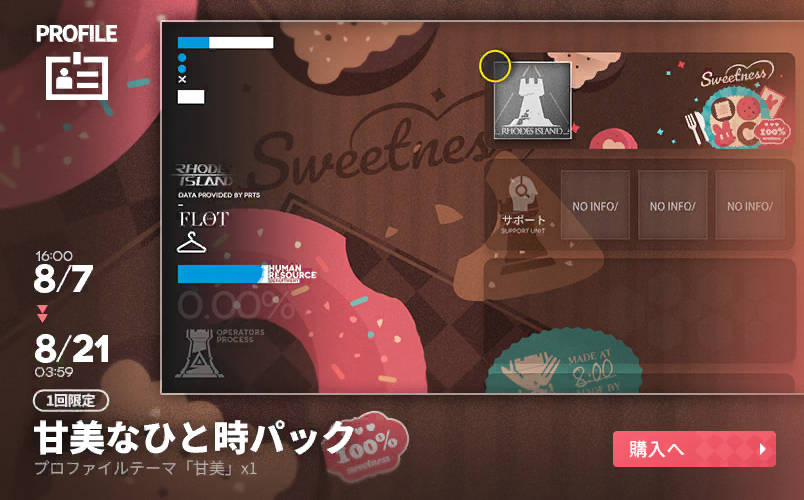 PROFILE
Sweetness
RHODES ISLAND
Sweetness
M
C
100%
RHODES
ISLAND
DATA PROVIDED BY PRTS
FLOT
サポート
SUPPORT UNIT
NO INFO/
NO INFO/
NO INFO/
HUMAN
RESOURCE
DEPARTMENT
0.00%
OPERATORS
PROCESS
MADE AT
8:00
MADE BY
16:00
8/7
8/21
03:59
1回限定
甘美なひと時パック
プロファイルテーマ「甘美」x1
100%
sweetness
購入へ